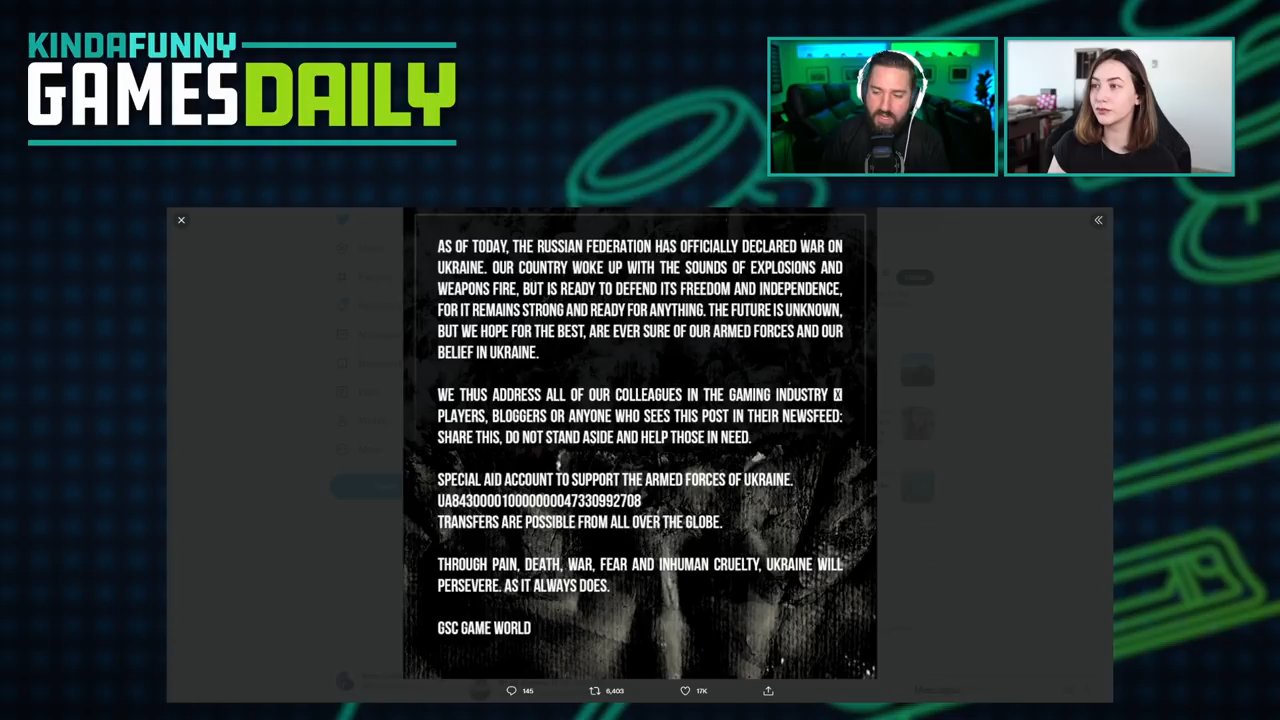 KINDAFUNNY
GAMESDAILY
AS OF TODAY, THE RUSSIAN FEDERATION HAS OFFICIALLY DECLARED WAR ON
UKRAINE. OUR COUNTRY WOKE UP WITH THE SOUNDS OF EXPLOSIONS AND
WEAPONS FIRE, BUT IS READY TO DEFEND ITS FREEDOM AND INDEPENDENCE,
FOR IT REMAINS STRONG AND READY FOR ANYTHING. THE FUTURE IS UNKNOWN,
BUT WE HOPE FOR THE BEST, ARE EVER SURE OF OUR ARMED FORCES AND OUR
BELIEF IN UKRAINE.
WE THUS ADDRESS ALL OF OUR COLLEAGUES IN THE GAMING INDUSTRY
PLAYERS, BLOGGERS OR ANYONE WHO SEES THIS POST IN THEIR NEWSFEED:
SHARE THIS, DO NOT STAND ASIDE AND HELP THOSE IN NEED.
SPECIAL AID ACCOUNT TO SUPPORT THE ARMED FORCES OF UKRAINE.
UA843000010000000047330992708
TRANSFERS ARE POSSIBLE FROM ALL OVER THE GLOBE.
THROUGH PAIN, DEATH, WAR, FEAR AND INHUMAN CRUELTY, UKRAINE WILL
PERSEVERE. AS IT ALWAYS DOES.
GSC GAME WORLD
145 6,403 17K